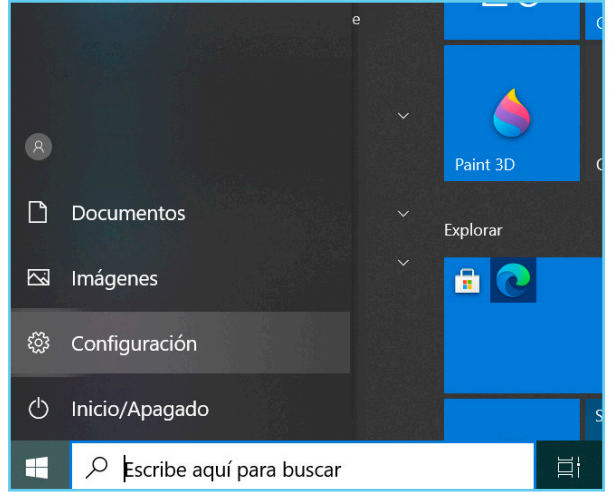 e
Paint 3D
Documentos
Explorar
Imágenes
Configuración
Inicio/Apagado
Escribe aquí para buscar